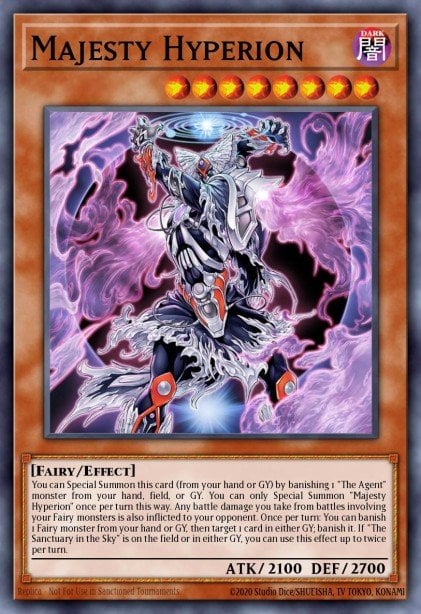 Majesty Hyperion
DARK
闇
[Fairy/Effect]
You can Special Summon this card (from your hand or GY) by banishing 1 "The Agent"
monster from your hand, field, or GY. You can only Special Summon "Majesty
Hyperion" once per turn this way. Any battle damage you take from battles involving
your Fairy monsters is also inflicted to your opponent. Once per turn: You can banish
1 Fairy monster from your hand or GY, then target 1 card in either GY; banish it. If "The
Sanctuary in the Sky" is on the field or in either GY, you can use this effect up to twice
per turn.
ATK/ 2100 DEF/ 2700
Replica - Not For Use in Sanctioned Tournaments
©2020 Studio Dice/SHUEISHA, TV TOKYO, KONAMI